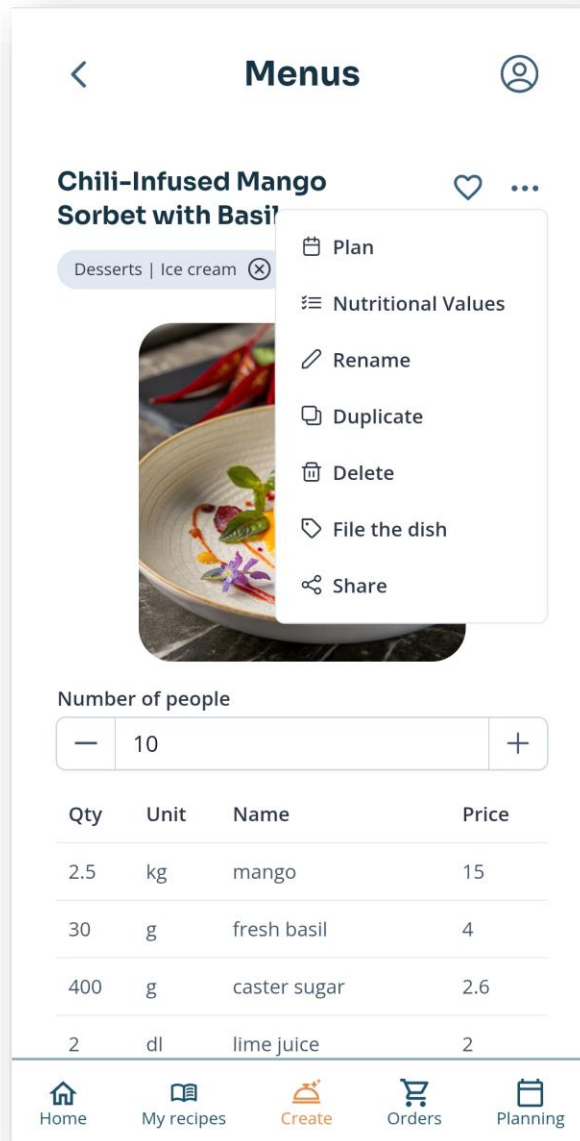 Menus
Chili-Infused Mango
Sorbet with Basil
Desserts | Ice cream
Plan
Nutritional Values
Rename
Duplicate
Delete
File the dish
Share
Number of people
10
Qty Unit Name Price
2.5 kg mango 15
30 g fresh basil 4
400 g caster sugar 2.6
2 dl lime juice 2
Home My recipes Create Orders Planning